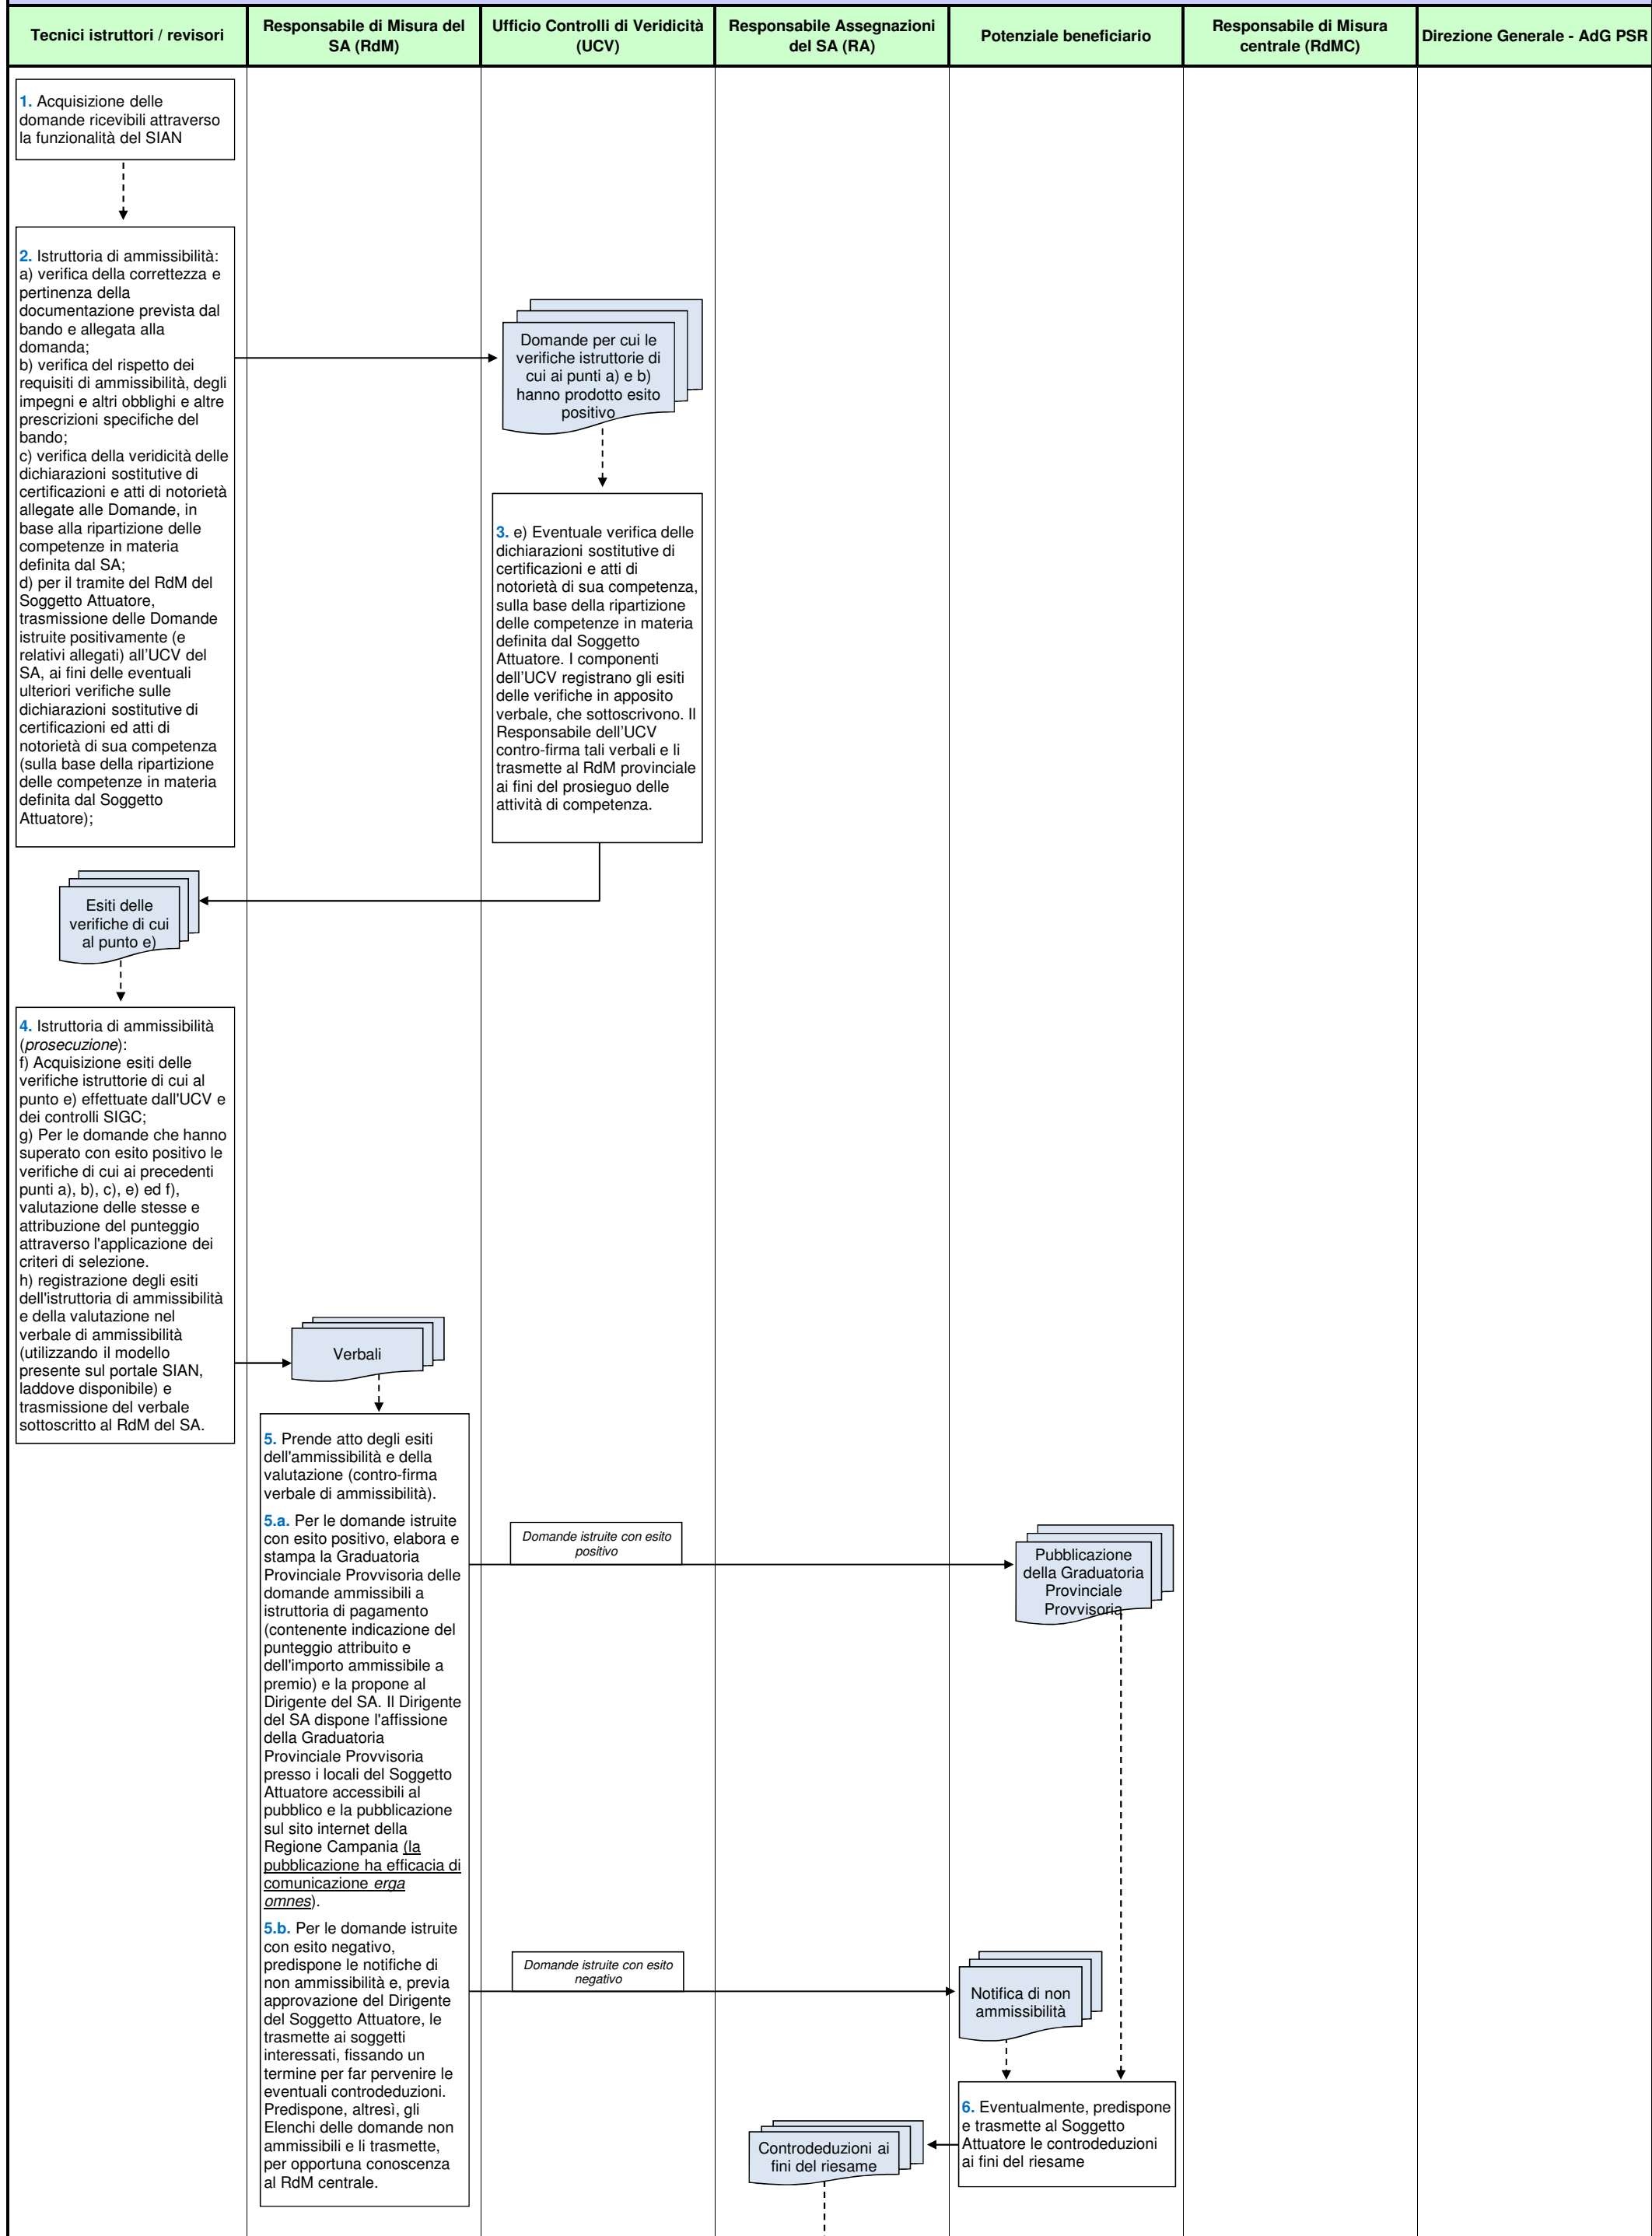 Tecnici istruttori / revisori
Responsabile di Misura del
SA (RdM)
Ufficio Controlli di Veridicità
(UCV)
Responsabile Assegnazioni
del SA (RA)
Potenziale beneficiario
Responsabile di Misura
centrale (RdMC)
Direzione Generale - AdG PSR
1. Acquisizione delle
domande ricevibili attraverso
la funzionalità del SIAN
2. Istruttoria di ammissibilità:
a) verifica della correttezza e
pertinenza della
documentazione prevista dal
bando e allegata alla
domanda;
b) verifica del rispetto dei
requisiti di ammissibilità, degli
impegni e altri obblighi e altre
prescrizioni specifiche del
bando;
c) verifica della veridicità delle
dichiarazioni sostitutive di
certificazioni e atti di notorietà
allegate alle Domande, in
base alla ripartizione delle
competenze in materia
definita dal SA;
d) per il tramite del RdM del
Soggetto Attuatore,
trasmissione delle Domande
istruite positivamente (e
relativi allegati) all'UCV del
SA, ai fini delle eventuali
ulteriori verifiche sulle
dichiarazioni sostitutive di
certificazioni ed atti di
notorietà di sua competenza
(sulla base della ripartizione
delle competenze in materia
definita dal Soggetto
Attuatore);
Domande per cui le
verifiche istruttorie di
cui ai punti a) e b)
hanno prodotto esito
positivo
3. e) Eventuale verifica delle
dichiarazioni sostitutive di
certificazioni e atti di
notorietà di sua competenza,
sulla base della ripartizione
delle competenze in materia
definita dal Soggetto
Attuatore. I componenti
dell'UCV registrano gli esiti
delle verifiche in apposito
verbale, che sottoscrivono. Il
Responsabile dell'UCV
contro-firma tali verbali e li
trasmette al RdM provinciale
ai fini del prosieguo delle
attività di competenza.
Esiti delle
verifiche di cui
al punto e)
4. Istruttoria di ammissibilità
(prosecuzione):
f) Acquisizione esiti delle
verifiche istruttorie di cui al
punto e) effettuate dall'UCV e
dei controlli SIGC;
g) Per le domande che hanno
superato con esito positivo le
verifiche di cui ai precedenti
punti a), b), c), e) ed f),
valutazione delle stesse e
attribuzione del punteggio
attraverso l'applicazione dei
criteri di selezione.
h) registrazione degli esiti
dell'istruttoria di ammissibilità
e della valutazione nel
verbale di ammissibilità
(utilizzando il modello
presente sul portale SIAN,
laddove disponibile) e
trasmissione del verbale
sottoscritto al RdM del SA.
Verbali
5. Prende atto degli esiti
dell'ammissibilità e della
valutazione (contro-firma
verbale di ammissibilità).
5.a. Per le domande istruite
con esito positivo, elabora e
stampa la Graduatoria
Provinciale Provvisoria delle
domande ammissibili a
istruttoria di pagamento
(contenente indicazione del
punteggio attribuito e
dell'importo ammissibile a
premio) e la propone al
Dirigente del SA. Il Dirigente
del SA dispone l'affissione
della Graduatoria
Provinciale Provvisoria
presso i locali del Soggetto
Attuatore accessibili al
pubblico e la pubblicazione
sul sito internet della
Regione Campania (la
pubblicazione ha efficacia di
comunicazione erga
omnes).
5.b. Per le domande istruite
con esito negativo,
predispone le notifiche di
non ammissibilità e, previa
approvazione del Dirigente
del Soggetto Attuatore, le
trasmette ai soggetti
interessati, fissando un
termine per far pervenire le
eventuali controdeduzioni.
Predispone, altresì, gli
Elenchi delle domande non
ammissibili e li trasmette,
per opportuna conoscenza
al RdM centrale.
Domande istruite con esito
positivo
Pubblicazione
della Graduatoria
Provinciale
Provvisoria
Domande istruite con esito
negativo
Notifica di non
ammissibilità
6. Eventualmente, predispone
e trasmette al Soggetto
Attuatore le controdeduzioni
ai fini del riesame
Controdeduzioni ai
fini del riesame